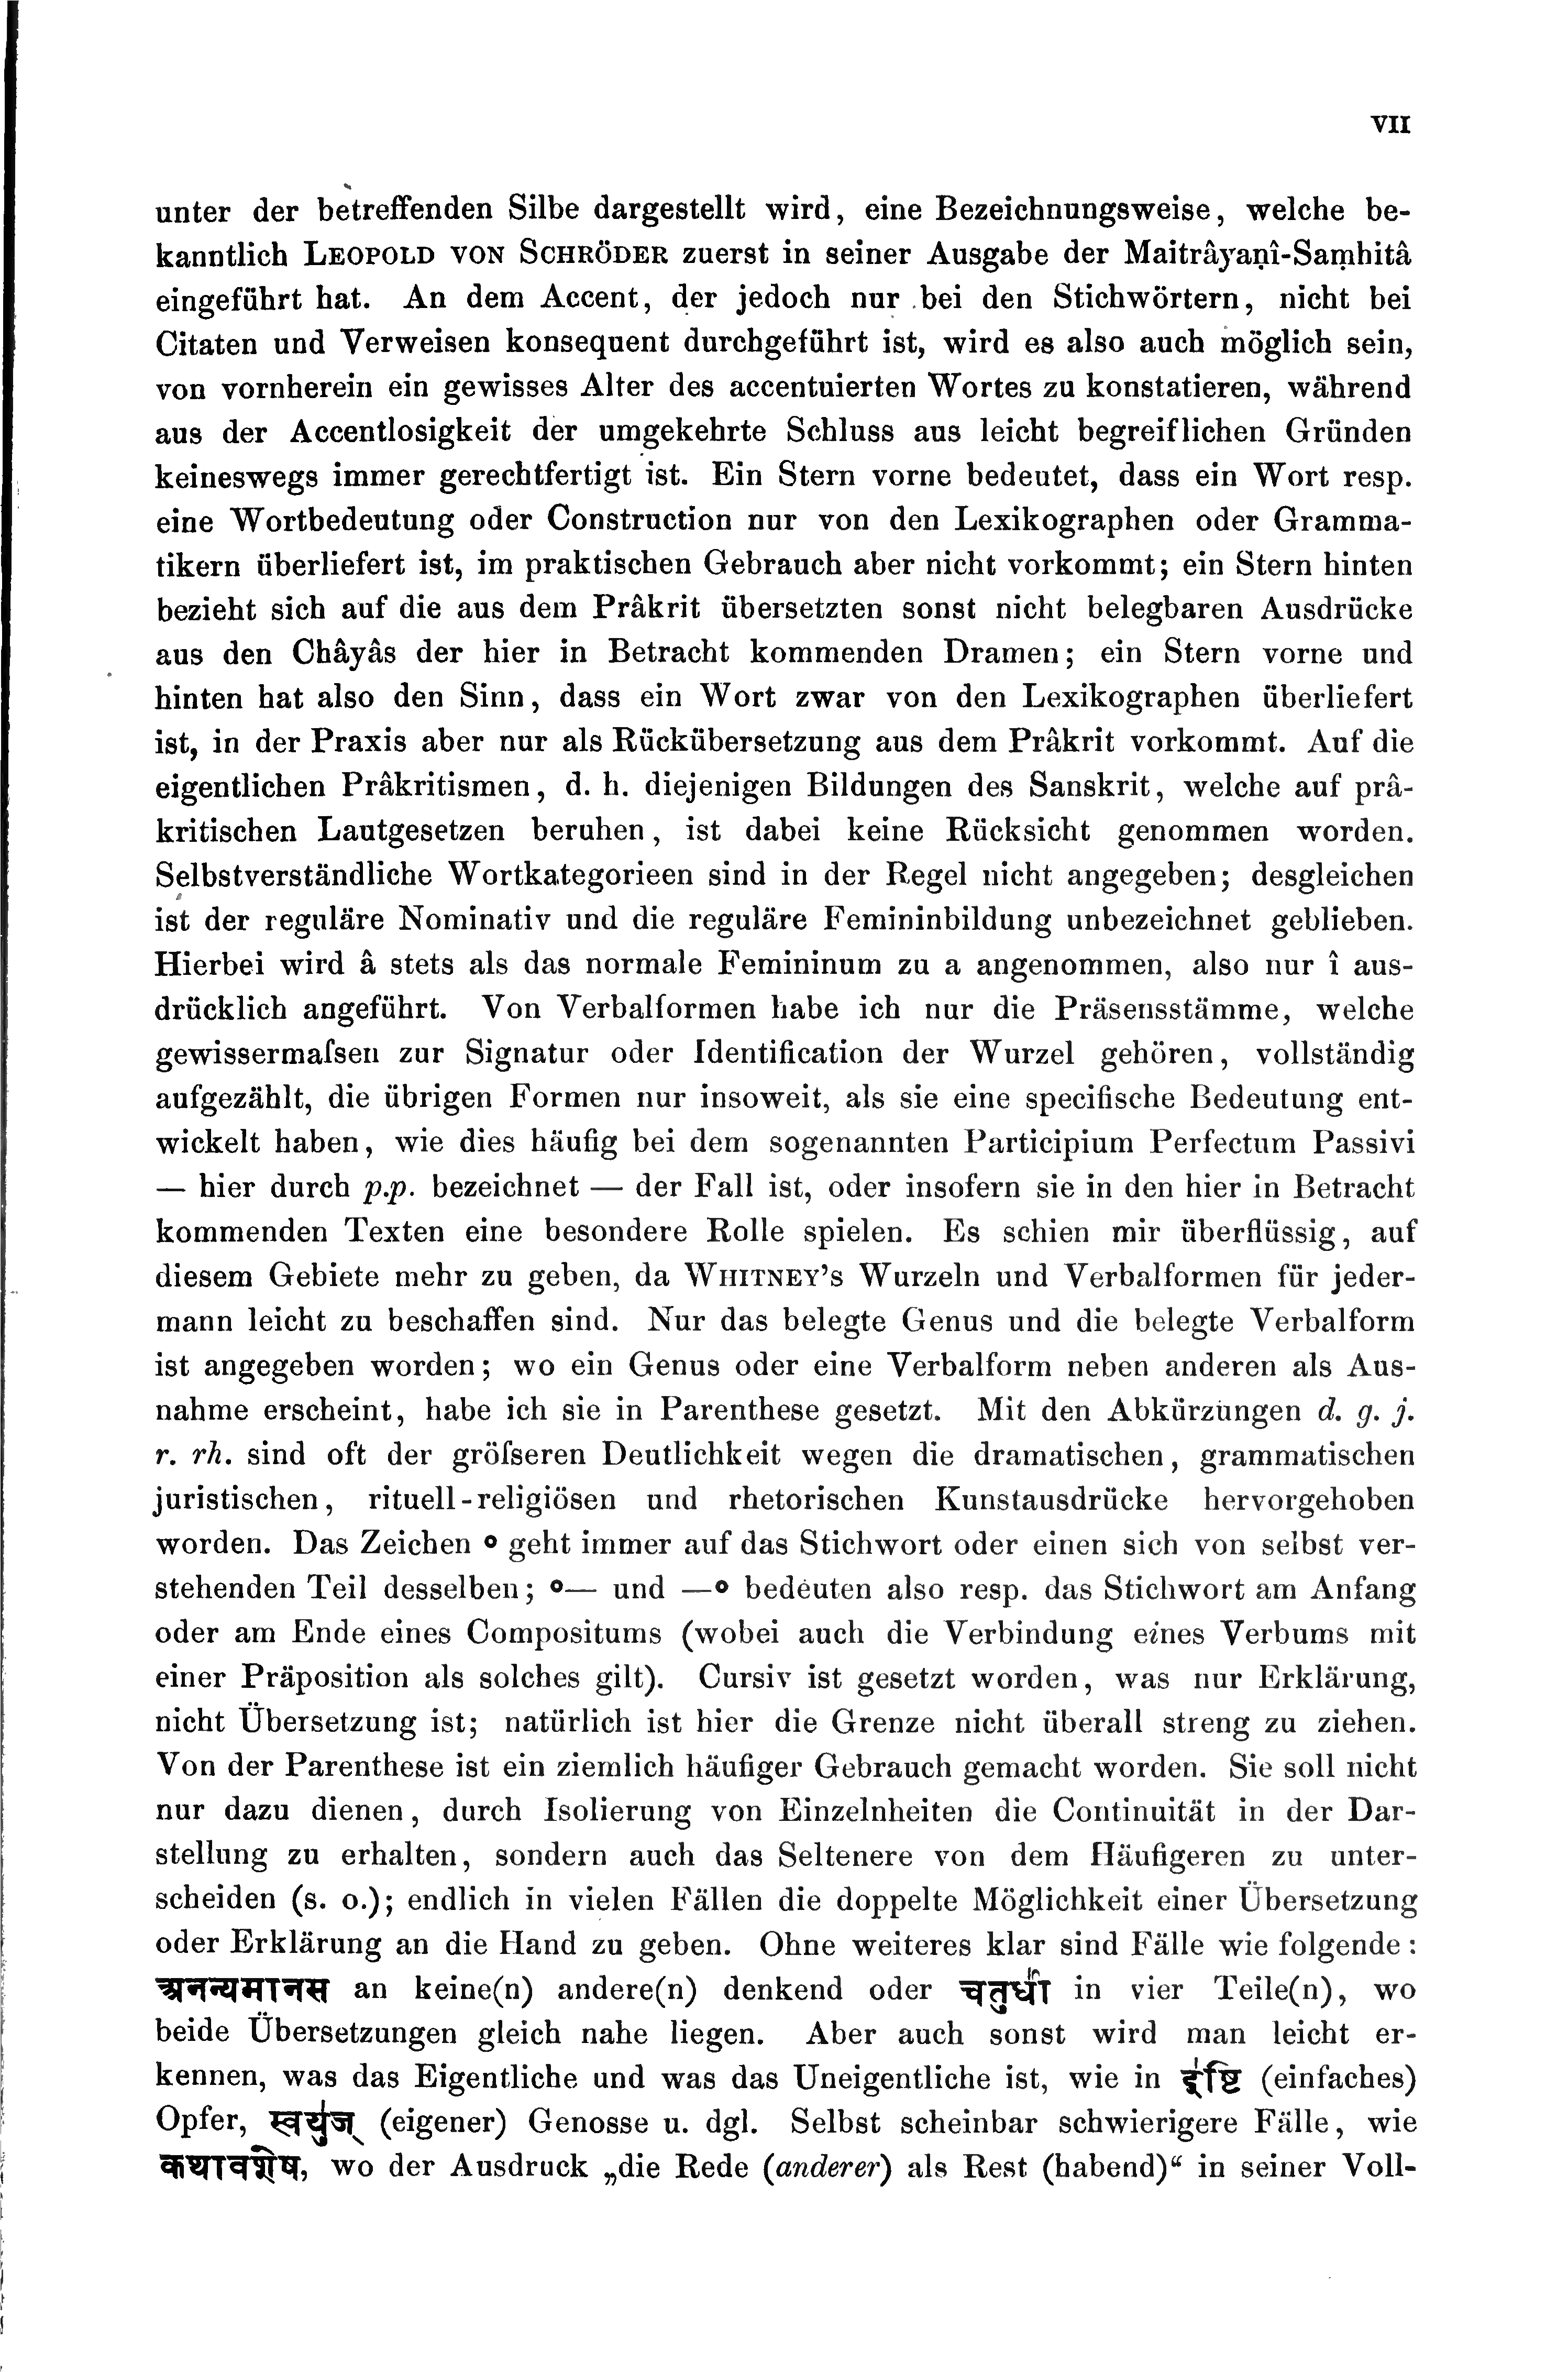 VII
unter der betreffenden Silbe dargestellt wird, eine Bezeichnungsweise, welche be-
kanntlich LEOPOLD VON SCHRÖDER zuerst in seiner Ausgabe der Maitrâyaṇî-Saṃhitâ
eingeführt hat. An dem Accent, der jedoch nur bei den Stichwörtern, nicht bei
Citaten und Verweisen konsequent durchgeführt ist, wird es also auch möglich sein,
von vornherein ein gewisses Alter des accentuierten Wortes zu konstatieren, während
aus der Accentlosigkeit der umgekehrte Schluss aus leicht begreiflichen Gründen
keineswegs immer gerechtfertigt ist. Ein Stern vorne bedeutet, dass ein Wort resp.
eine Wortbedeutung oder Construction nur von den Lexikographen oder Gramma-
tikern überliefert ist, im praktischen Gebrauch aber nicht vorkommt; ein Stern hinten
bezieht sich auf die aus dem Prâkrit übersetzten sonst nicht belegbaren Ausdrücke
aus den Châyâs der hier in Betracht kommenden Dramen; ein Stern vorne und
hinten hat also den Sinn, dass ein Wort zwar von den Lexikographen überliefert
ist, in der Praxis aber nur als Rückübersetzung aus dem Prâkrit vorkommt. Auf die
eigentlichen Prâkritismen, d. h. diejenigen Bildungen des Sanskrit, welche auf prâ-
kritischen Lautgesetzen beruhen, ist dabei keine Rücksicht genommen worden.
Selbstverständliche Wortkategorieen sind in der Regel nicht angegeben; desgleichen
ist der reguläre Nominativ und die reguläre Femininbildung unbezeichnet geblieben.
Hierbei wird â stets als das normale Femininum zu a angenommen, also nur î aus-
drücklich angeführt. Von Verbalformen habe ich nur die Präsensstämme, welche
gewissermaſsen zur Signatur oder Identification der Wurzel gehören, vollständig
aufgezählt, die übrigen Formen nur insoweit, als sie eine specifische Bedeutung ent-
wickelt haben, wie dies häufig bei dem sogenannten Participium Perfectum Passivi
— hier durch p.p. bezeichnet — der Fall ist, oder insofern sie in den hier in Betracht
kommenden Texten eine besondere Rolle spielen. Es schien mir überflüssig, auf
diesem Gebiete mehr zu geben, da WHITNEY's Wurzeln und Verbalformen für jeder-
mann leicht zu beschaffen sind. Nur das belegte Genus und die belegte Verbalform
ist angegeben worden; wo ein Genus oder eine Verbalform neben anderen als Aus-
nahme erscheint, habe ich sie in Parenthese gesetzt. Mit den Abkürzungen d. g. j.
r. rh. sind oft der gröſseren Deutlichkeit wegen die dramatischen, grammatischen
juristischen, rituell-religiösen und rhetorischen Kunstausdrücke hervorgehoben
worden. Das Zeichen ° geht immer auf das Stichwort oder einen sich von selbst ver-
stehenden Teil desselben; °— und —° bedeuten also resp. das Stichwort am Anfang
oder am Ende eines Compositums (wobei auch die Verbindung eines Verbums mit
einer Präposition als solches gilt). Cursiv ist gesetzt worden, was nur Erklärung,
nicht Übersetzung ist; natürlich ist hier die Grenze nicht überall streng zu ziehen.
Von der Parenthese ist ein ziemlich häufiger Gebrauch gemacht worden. Sie soll nicht
nur dazu dienen, durch Isolierung von Einzelnheiten die Continuität in der Dar-
stellung zu erhalten, sondern auch das Seltenere von dem Häufigeren zu unter-
scheiden (s. o.); endlich in vielen Fällen die doppelte Möglichkeit einer Übersetzung
oder Erklärung an die Hand zu geben. Ohne weiteres klar sind Fälle wie folgende:
अनन्यमानस an keine(n) andere(n) denkend oder चतुर्धा॑ in vier Teile(n), wo
beide Übersetzungen gleich nahe liegen. Aber auch sonst wird man leicht er-
kennen, was das Eigentliche und was das Uneigentliche ist, wie in इ॑ष्टि (einfaches)
Opfer, स्वयु॑ज् (eigener) Genosse u. dgl. Selbst scheinbar schwierigere Fälle, wie
कथावशेष, wo der Ausdruck „die Rede (anderer) als Rest (habend)“ in seiner Voll-